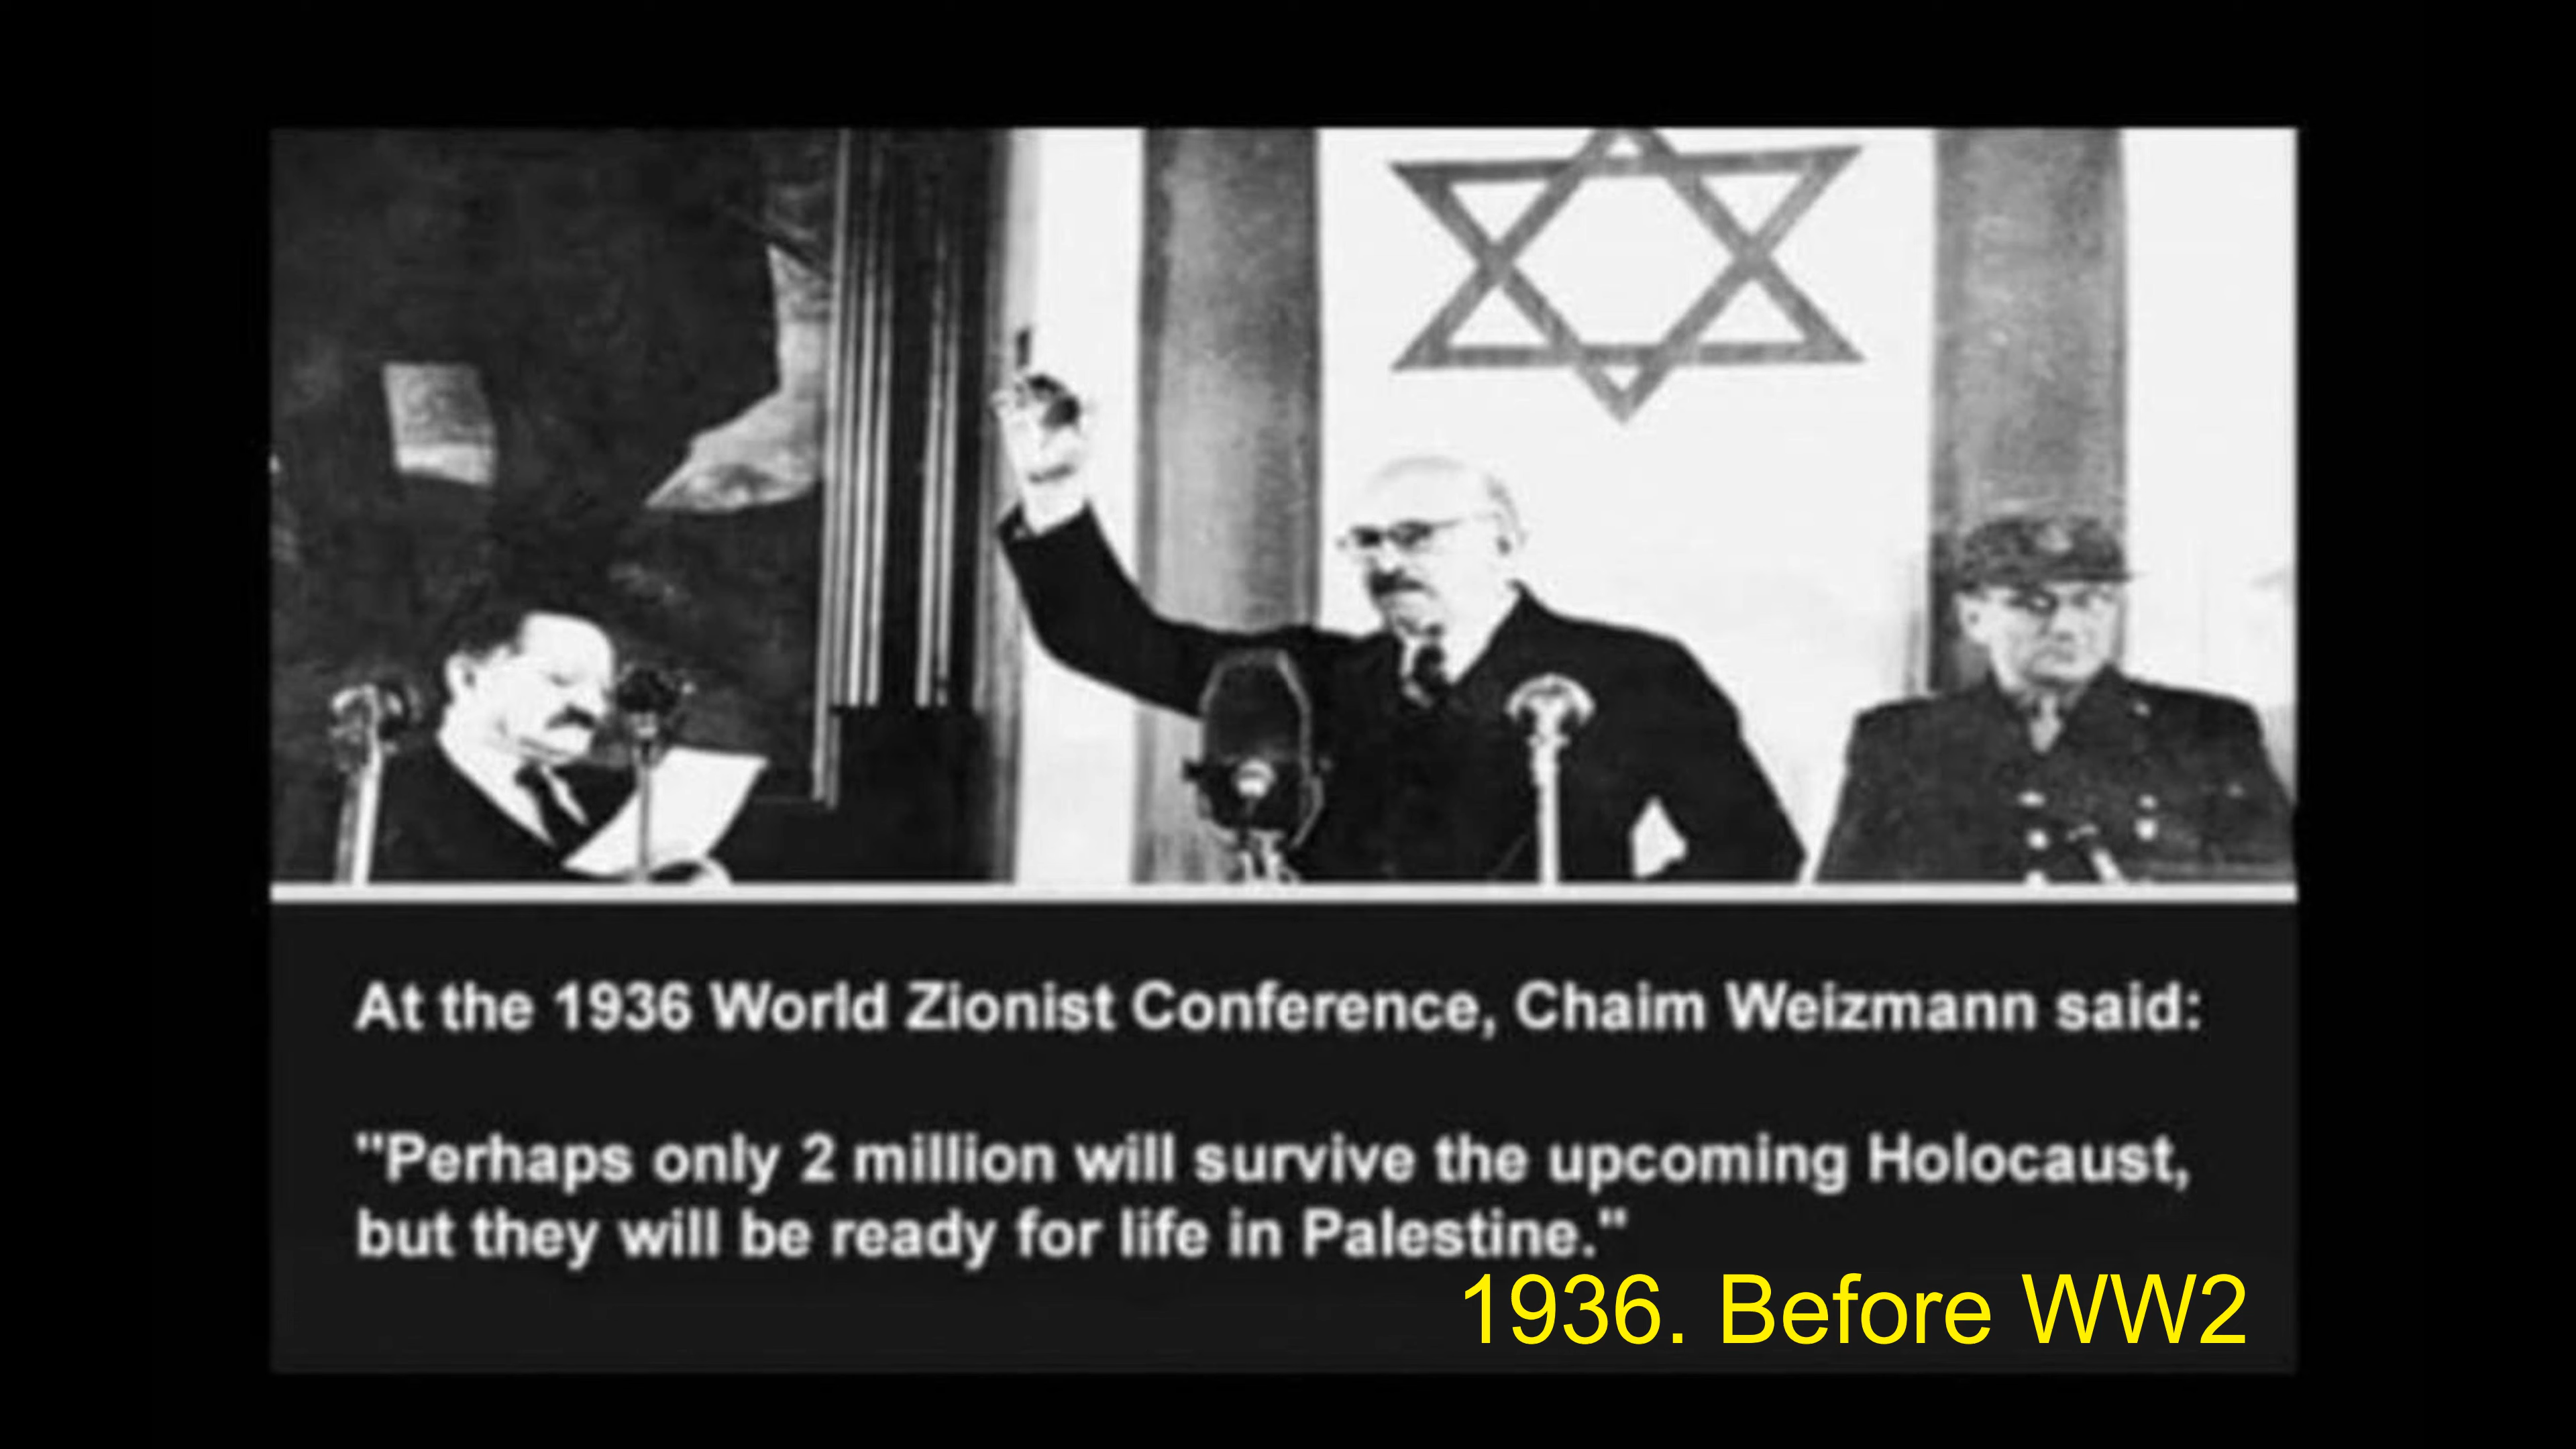 At the 1936 World Zionist Conference, Chaim Weizmann said:
"Perhaps only 2 million will survive the upcoming Holocaust,
but they will be ready for life in Palestine."
1936. Before WW2